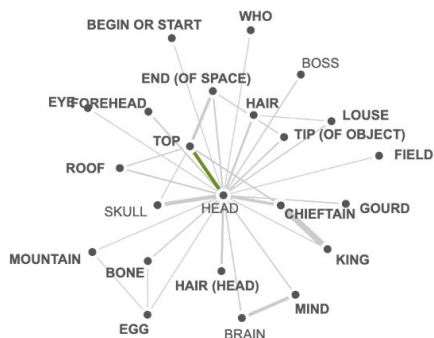 BEGIN OR START
WHO
BOSS
END (OF SPACE)
EYE
FOREHEAD
HAIR
LOUSE
TIP (OF OBJECT)
TOP
FIELD
ROOF
SKULL
HEAD
CHIEFTAIN
GOURD
MOUNTAIN
BONE
KING
HAIR (HEAD)
MIND
EGG
BRAIN